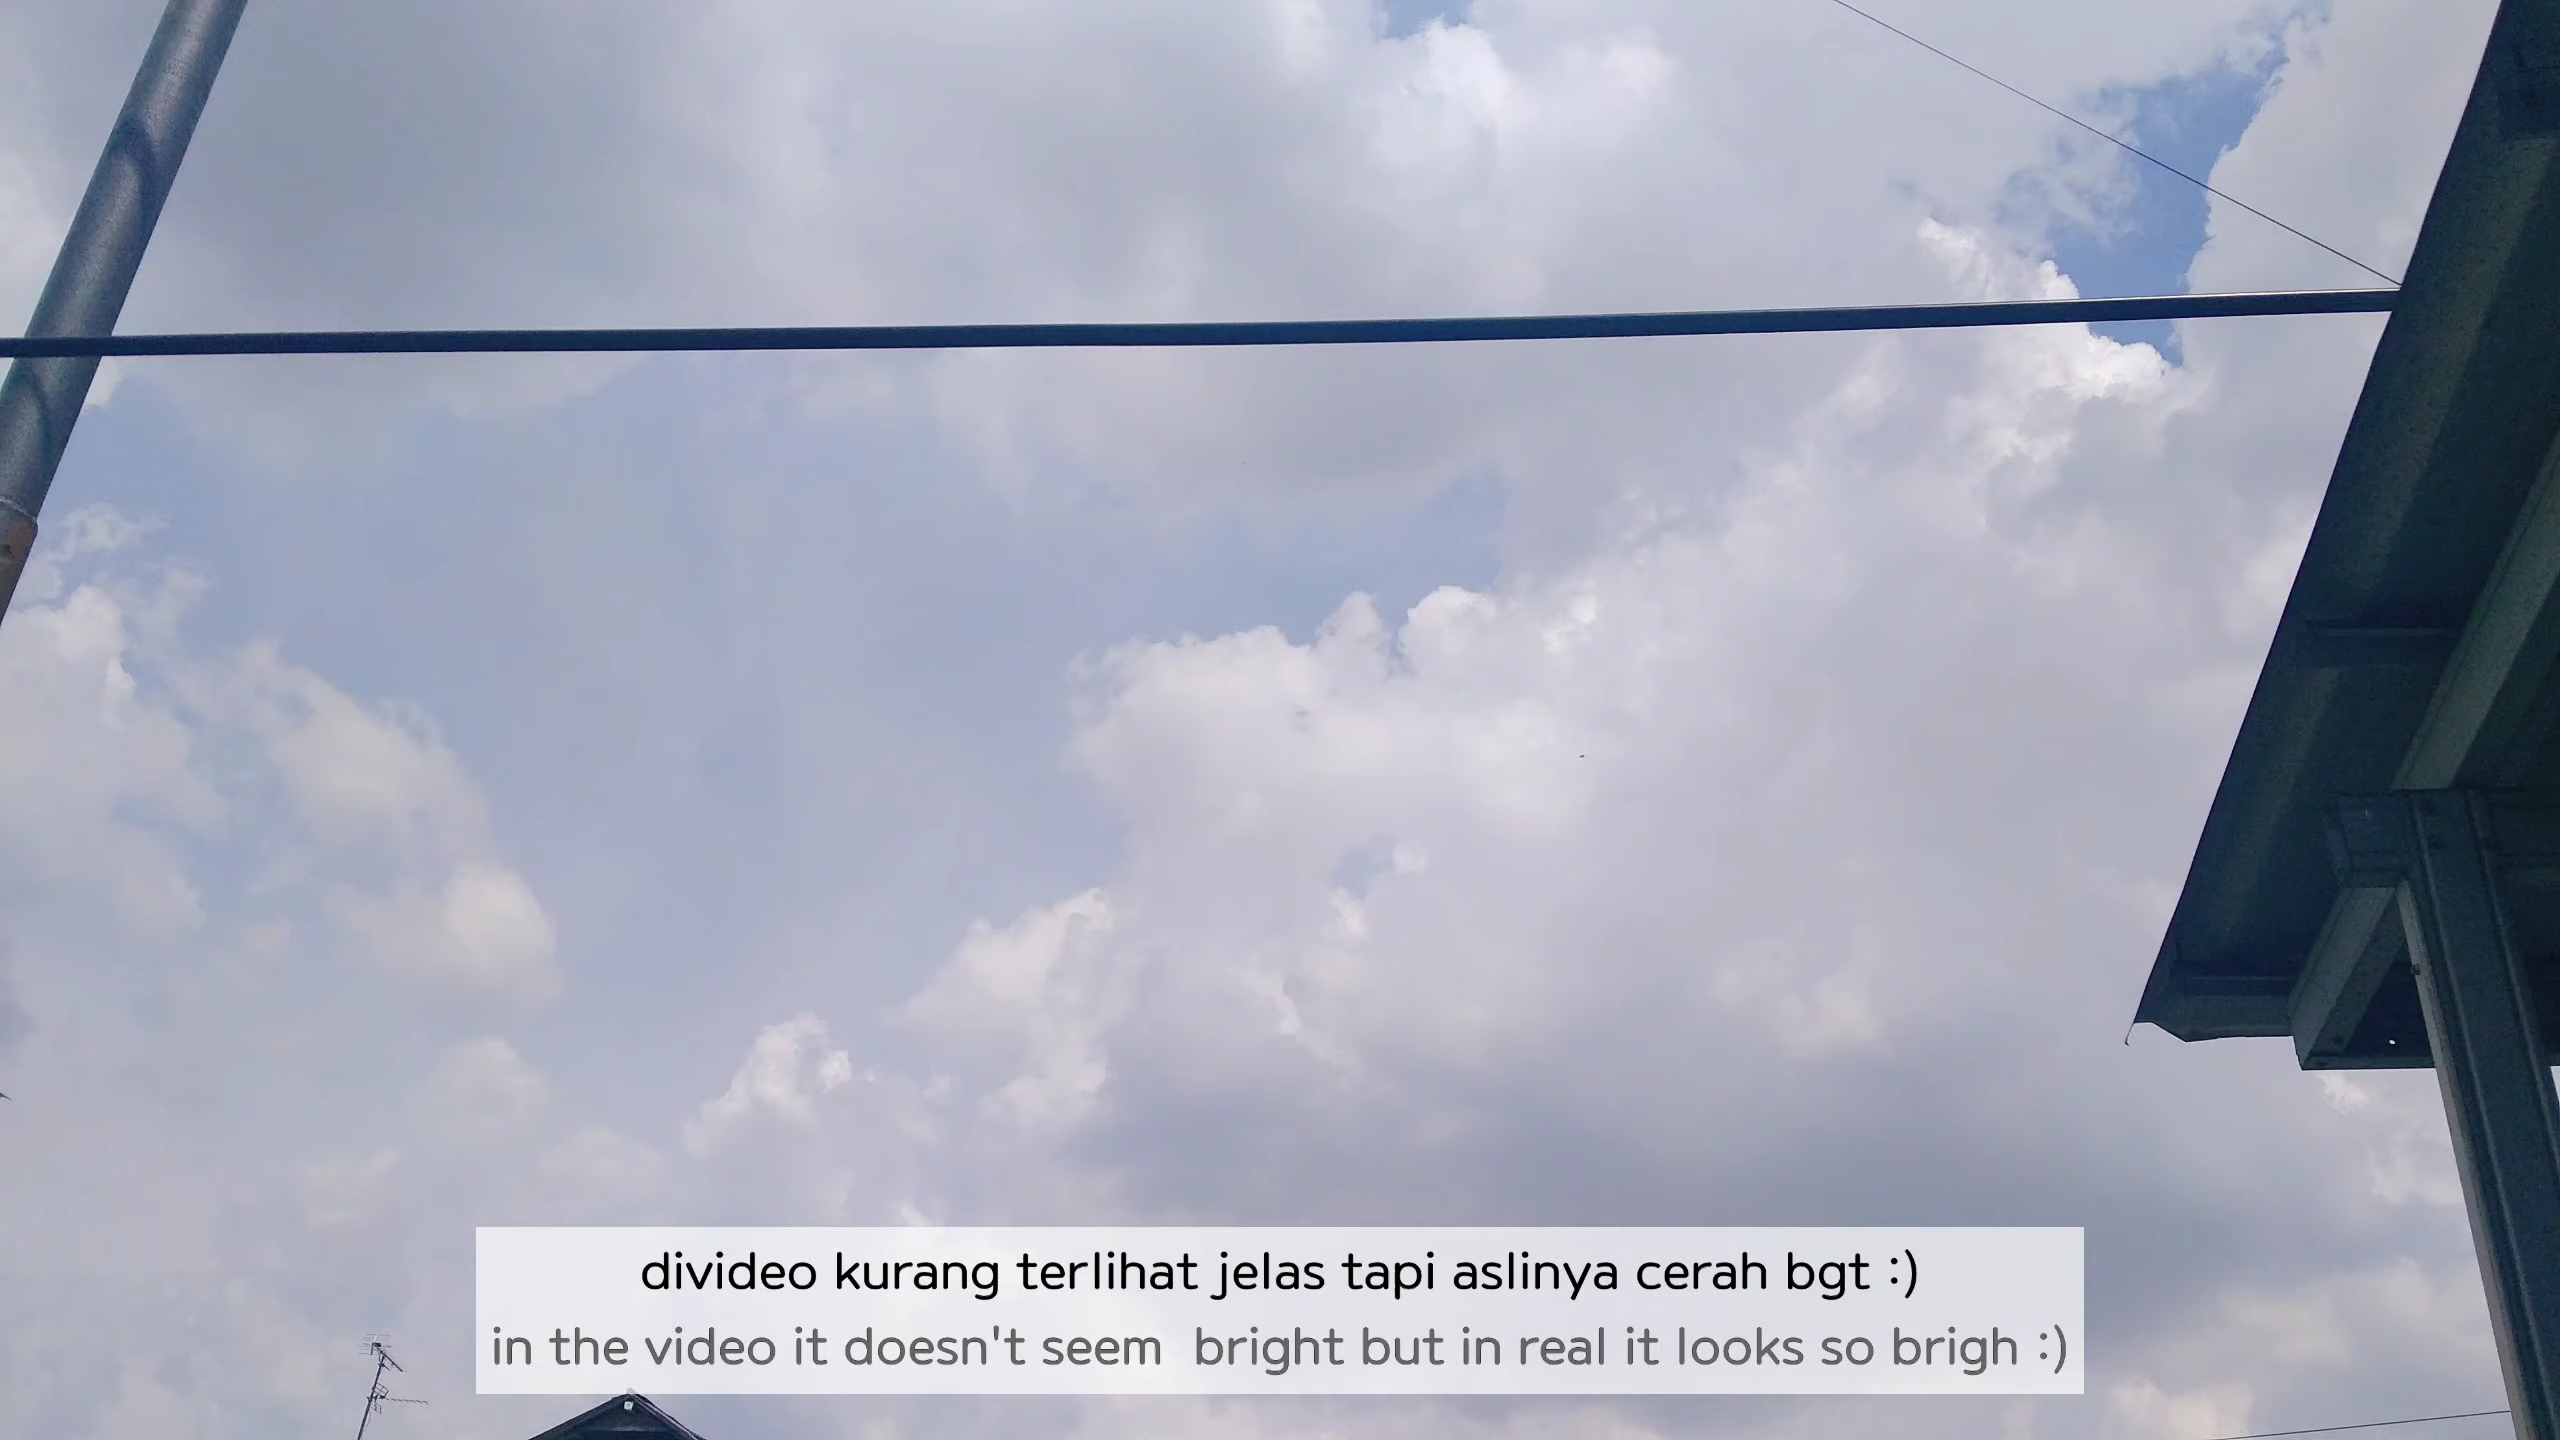 divideo kurang terlihat jelas tapi aslinya cerah bgt :)
in the video it doesn't seem  bright but in real it looks so brigh :)